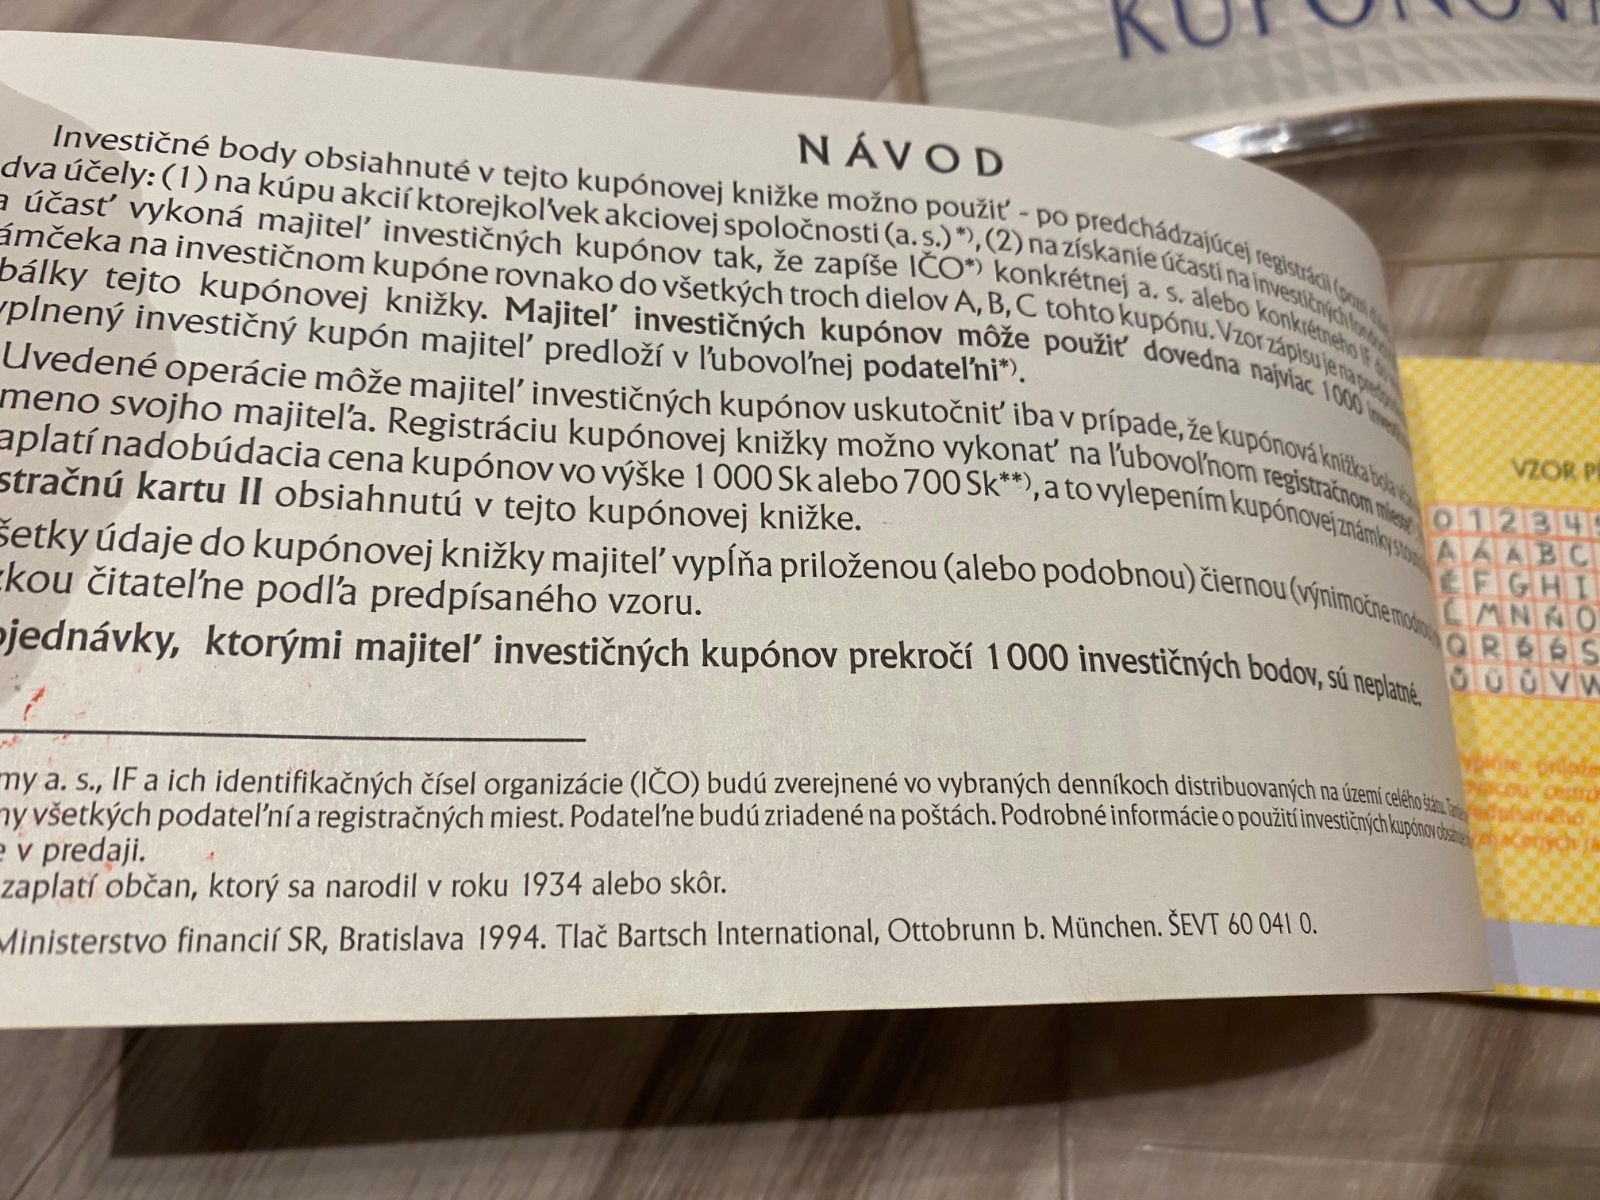 KUPÓNOV
NÁVOD
Investičné body obsiahnuté v tejto kupónovej knižke možno použiť - po predchádzajúcej registrácii (pozri
dva účely: (1) na kúpu akcií ktorejkoľvek akciovej spoločnosti (a. s.)*), (2) na získanie účasti na investičných
účasť vykoná majiteľ investičných kupónov tak, že zapíše IČO*) konkrétnej a. s. alebo konkrétneho IF do
ámčeka na investičnom kupóne rovnako do všetkých troch dielov A, B, C tohto kupónu. Vzor zápisu je na
bálky tejto kupónovej knižky. Majiteľ investičných kupónov môže použiť dovedna najviac 1000
yplnený investičný kupón majiteľ predloží v ľubovoľnej podateľni*).
Uvedené operácie môže majiteľ investičných kupónov uskutočniť iba v prípade, že kupónová knižka bola
meno svojho majiteľa. Registráciu kupónovej knižky možno vykonať na ľubovoľnom registračnom mieste
aplatí nadobúdacia cena kupónov vo výške 1 000 Sk alebo 700 Sk**), a to vylepením kupónovej známky
stračnú kartu II obsiahnutú v tejto kupónovej knižke.
šetky údaje do kupónovej knižky majiteľ vypĺňa priloženou (alebo podobnou) čiernou (výnimočne modrou
zkou čitateľne podľa predpísaného vzoru.
bjednávky, ktorými majiteľ investičných kupónov prekročí 1 000 investičných bodov, sú neplatné.
my a. s., IF a ich identifikačných čísel organizácie (IČO) budú zverejnené vo vybraných denníkoch distribuovaných na území celého štátu.
ny všetkých podateľní a registračných miest. Podateľne budú zriadené na poštách. Podrobné informácie o použití investičných kupónov
e v predaji.
zaplatí občan, ktorý sa narodil v roku 1934 alebo skôr.
Ministerstvo financií SR, Bratislava 1994. Tlač Bartsch International, Ottobrunn b. München. ŠEVT 60 041 0.
VZOR P
0 1 2 3 4